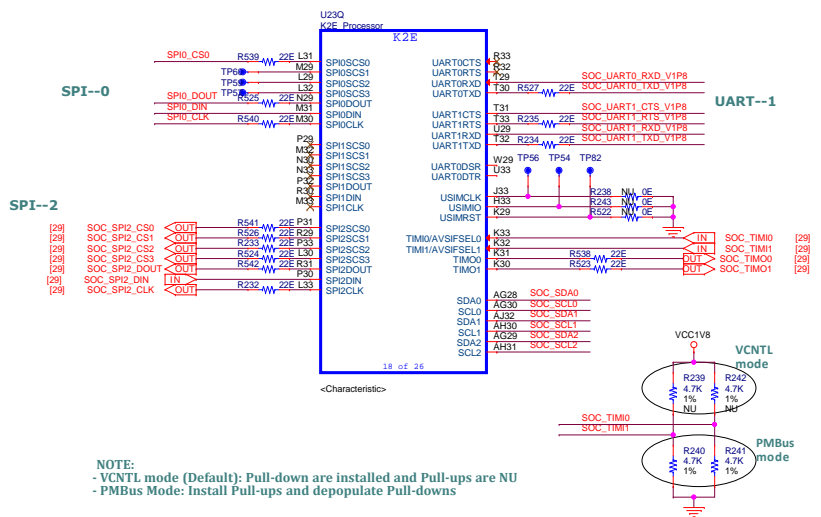 U23Q
K2E_Processor
K2E
SPI--0
SPI0_CS0 R539 22E L31 SPI0SCS0
M29 SPI0SCS1
L29 SPI0SCS2
L32 SPI0SCS3
SPI0_DOUT R525 22E N29 SPI0DOUT
SPI0_DIN M31 SPI0DIN
SPI0_CLK R540 22E M30 SPI0CLK
P29 SPI1SCS0
M32 SPI1SCS1
N30 SPI1SCS2
N33 SPI1SCS3
P32 SPI1DOUT
R30 SPI1DIN
M33 SPI1CLK
SPI--2
[29] SOC_SPI2_CS0 OUT R541 22E P31 SPI2SCS0
[29] SOC_SPI2_CS1 OUT R526 22E R29 SPI2SCS1
[29] SOC_SPI2_CS2 OUT R233 22E P33 SPI2SCS2
[29] SOC_SPI2_CS3 OUT R524 22E L30 SPI2SCS3
[29] SOC_SPI2_DOUT OUT R542 22E R31 SPI2DOUT
[29] SOC_SPI2_DIN IN P30 SPI2DIN
[29] SOC_SPI2_CLK OUT R232 22E L33 SPI2CLK
UART0CTS R33
UART0RTS R32
UART0RXD T29 SOC_UART0_RXD_V1P8
UART0TXD T30 R527 22E SOC_UART0_TXD_V1P8
UART--1
UART1CTS T31 SOC_UART1_CTS_V1P8
UART1RTS T33 R235 22E SOC_UART1_RTS_V1P8
UART1RXD U29 SOC_UART1_RXD_V1P8
UART1TXD T32 R234 22E SOC_UART1_TXD_V1P8
UART0DSR W29
UART0DTR U33
TP56 TP54 TP82
USIMCLK J33 R238 NU 0E
USIMIO H33 R243 NU 0E
USIMRST K29 R522 NU 0E
TIMI0/AVSIFSEL0 K33 IN SOC_TIMI0 [29]
TIMI1/AVSIFSEL1 K32 IN SOC_TIMI1 [29]
TIMO0 K31 R538 22E OUT SOC_TIMO0 [29]
TIMO1 K30 R523 22E OUT SOC_TIMO1 [29]
SDA0 AG28 SOC_SDA0
SCL0 AG30 SOC_SCL0
SDA1 AJ32 SOC_SDA1
SCL1 AH30 SOC_SCL1
SDA2 AG29 SOC_SDA2
SCL2 AH31 SOC_SCL2
18 of 26
<Characteristic>
VCC1V8
VCNTL
mode
R239 R242
4.7K 4.7K
1% 1%
NU NU
SOC_TIMI0
SOC_TIMI1
PMBus
mode
R240 R241
4.7K 4.7K
1% 1%
NOTE:
- VCNTL mode (Default): Pull-down are installed and Pull-ups are NU
- PMBus Mode: Install Pull-ups and depopulate Pull-downs